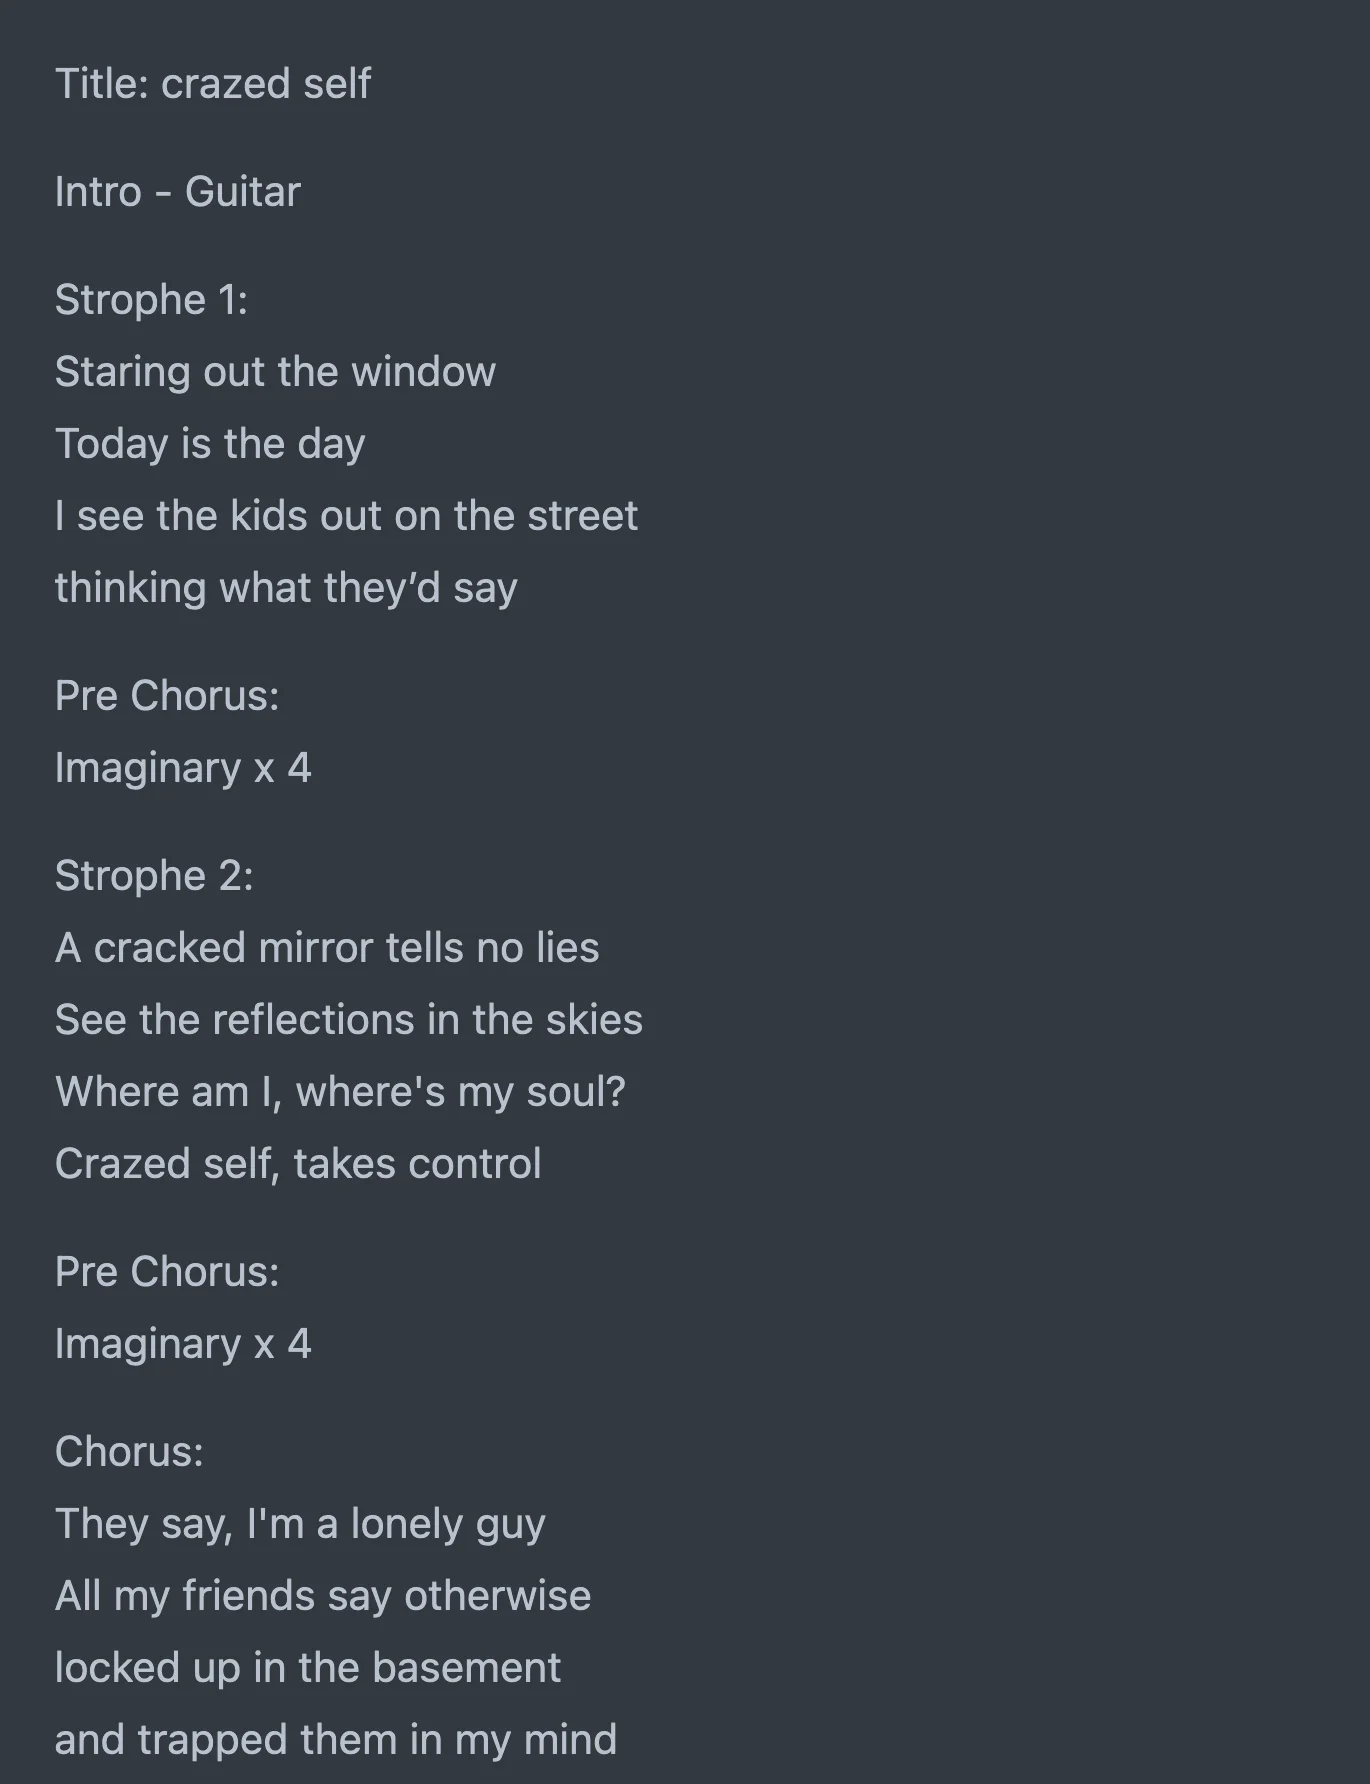 Title: crazed self
Intro - Guitar
Strophe 1:
Staring out the window
Today is the day
I see the kids out on the street
thinking what they’d say
Pre Chorus:
Imaginary x 4
Strophe 2:
A cracked mirror tells no lies
See the reflections in the skies
Where am I, where's my soul?
Crazed self, takes control
Pre Chorus:
Imaginary x 4
Chorus:
They say, I'm a lonely guy
All my friends say otherwise
locked up in the basement
and trapped them in my mind